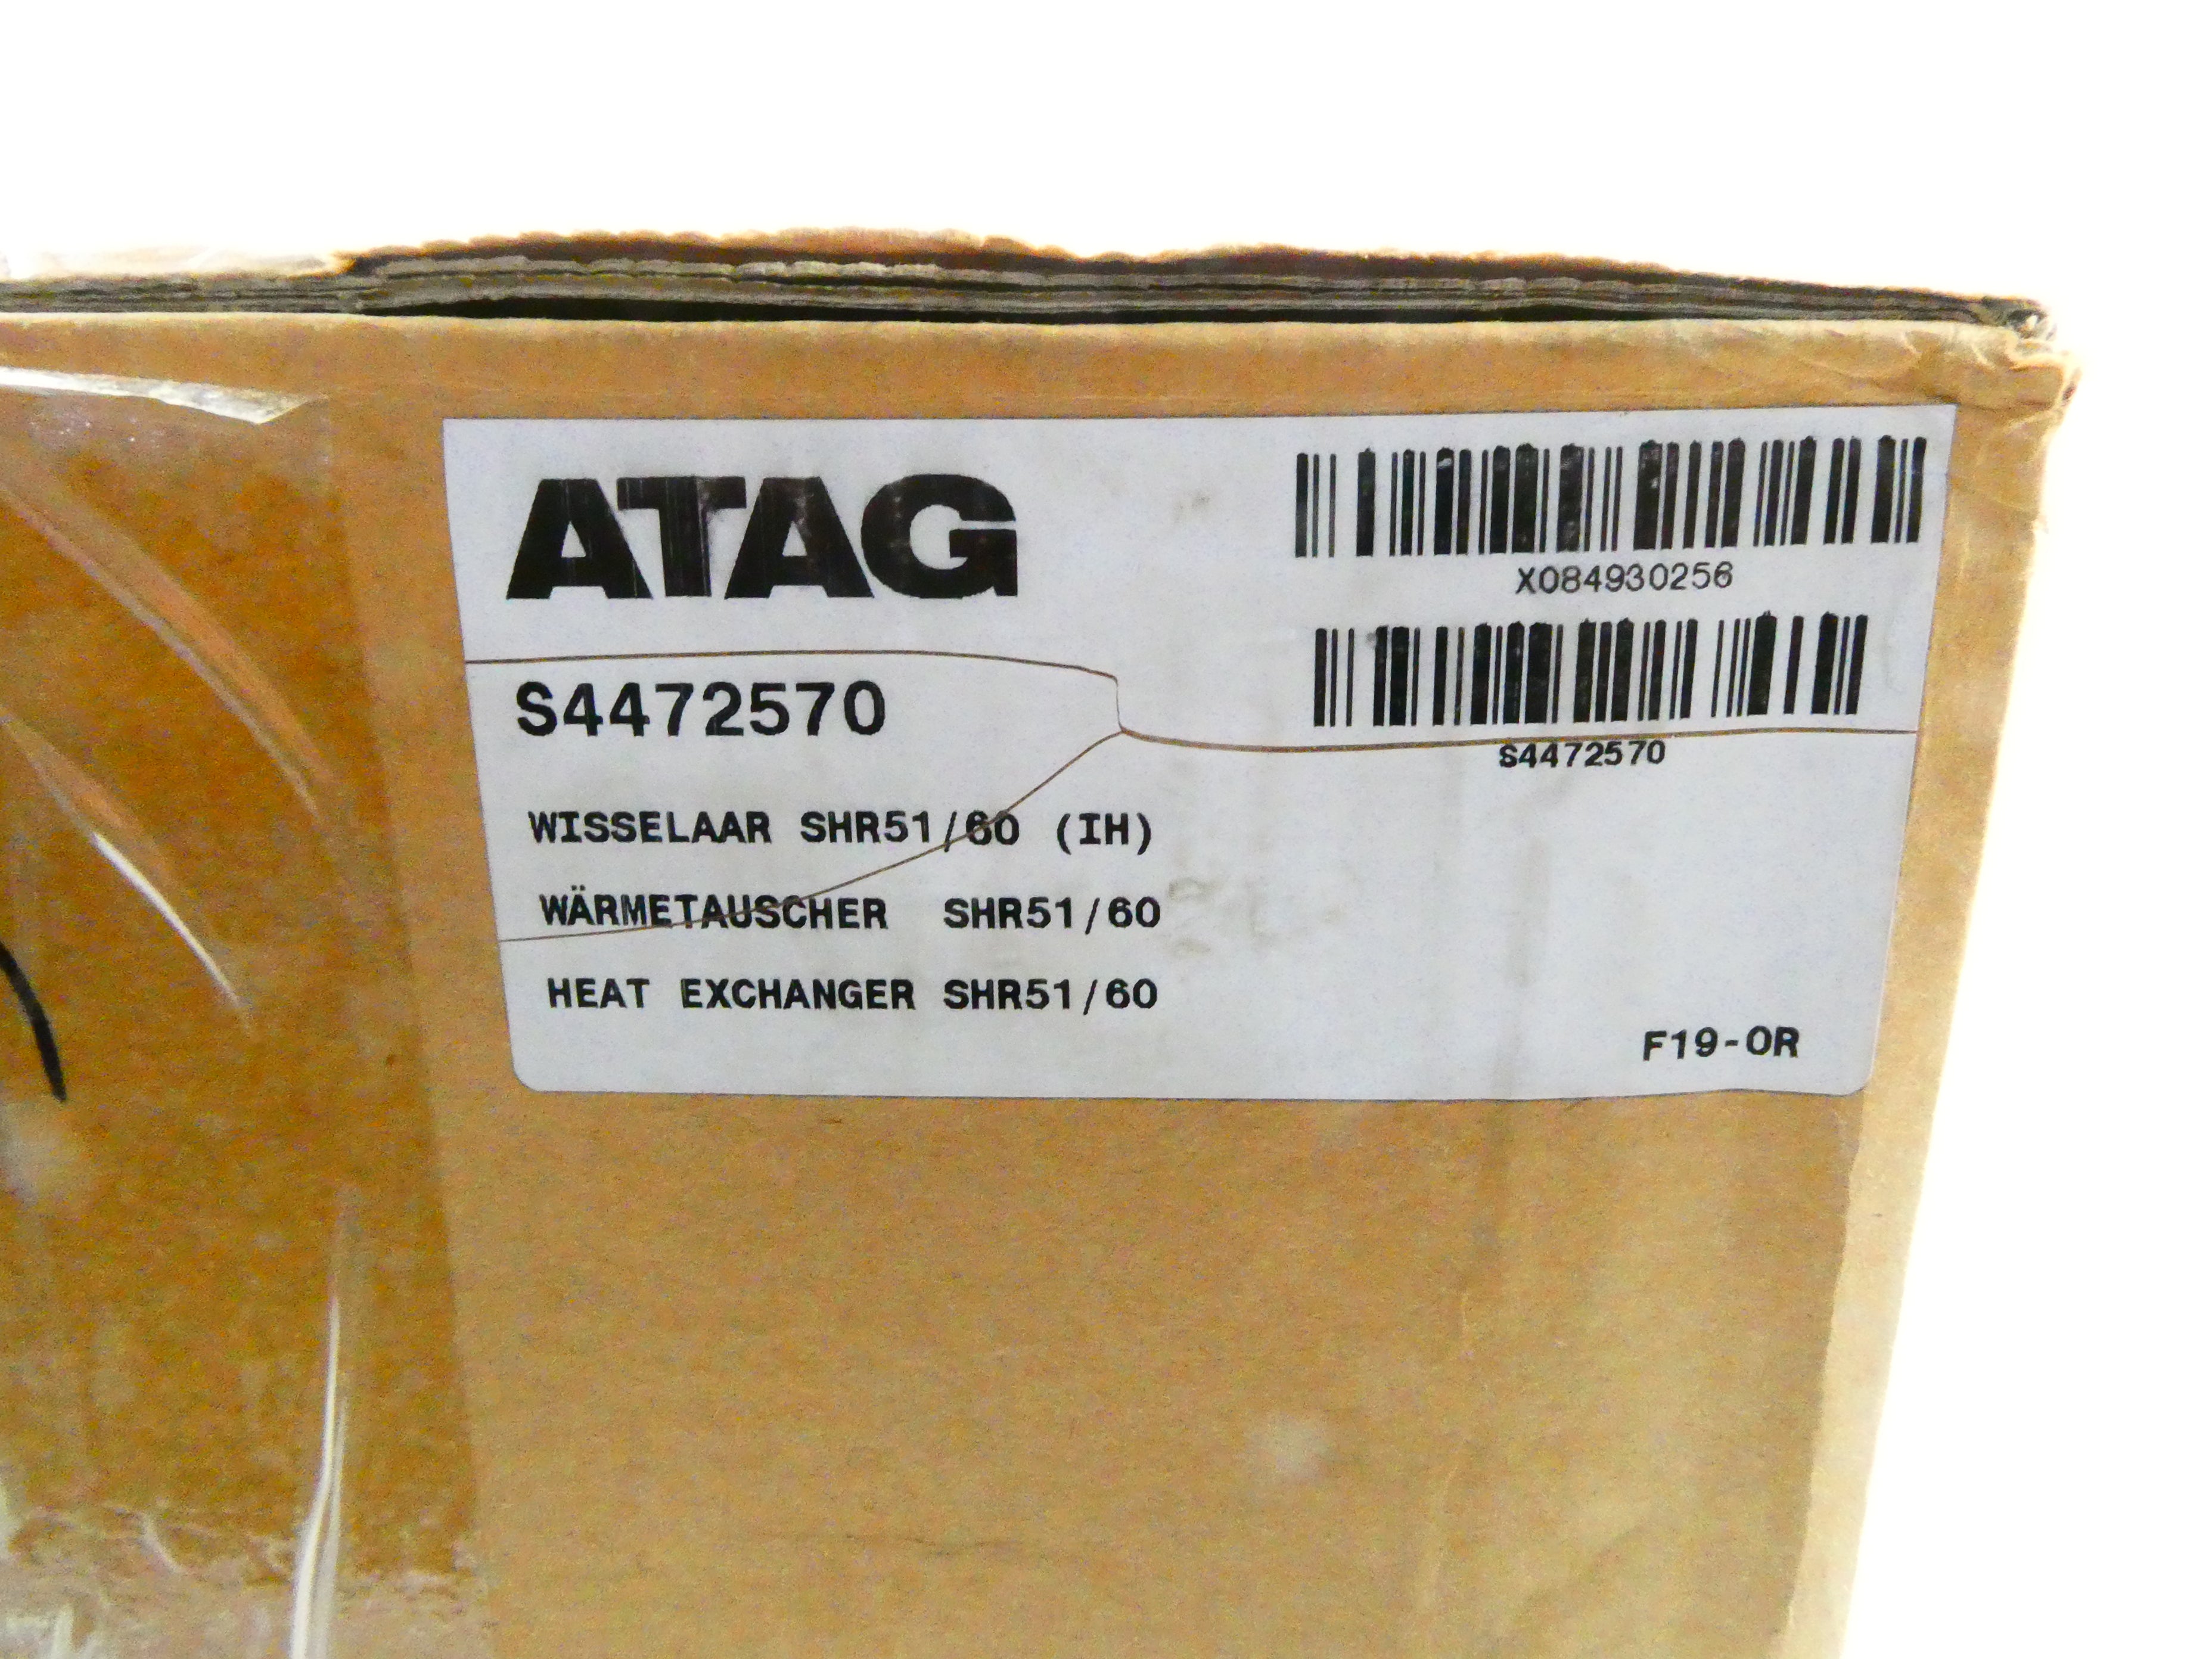 ATAG
X084930256
S4472570
S4472570
WISSELAAR SHR51/60 (IH)
WÄRMETAUSCHER SHR51/60
HEAT EXCHANGER SHR51/60
F19-OR